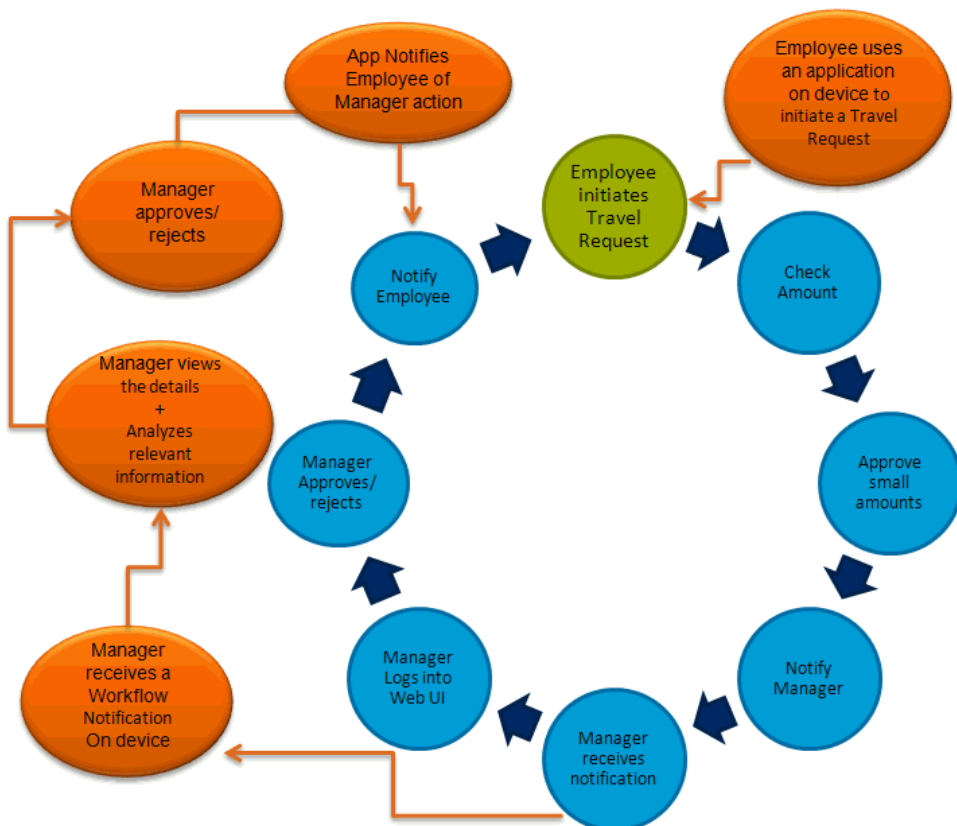 App Notifies
Employee of
Manager action
Employee uses
an application
on device to
initiate a Travel
Request
Manager
approves/
rejects
Employee
initiates
Travel
Request
Notify
Employee
Check
Amount
Manager views
the details
+
Analyzes
relevant
information
Manager
Approves/
rejects
Approve
small
amounts
Manager
receives a
Workflow
Notification
On device
Manager
Logs into
Web UI
Notify
Manager
Manager
receives
notification